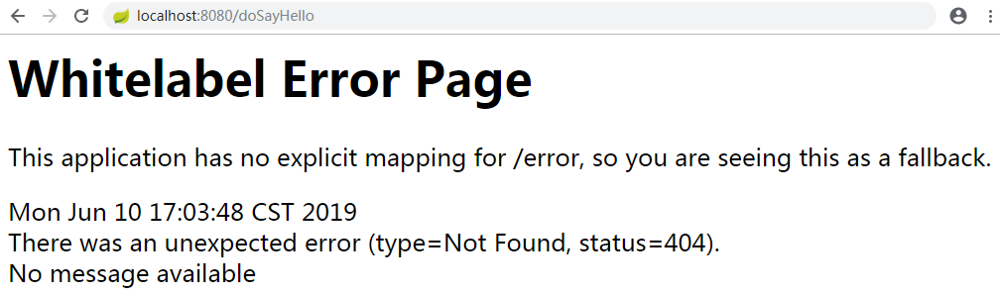 localhost:8080/doSayHello
Whitelabel Error Page
This application has no explicit mapping for /error, so you are seeing this as a fallback.
Mon Jun 10 17:03:48 CST 2019
There was an unexpected error (type=Not Found, status=404).
No message available